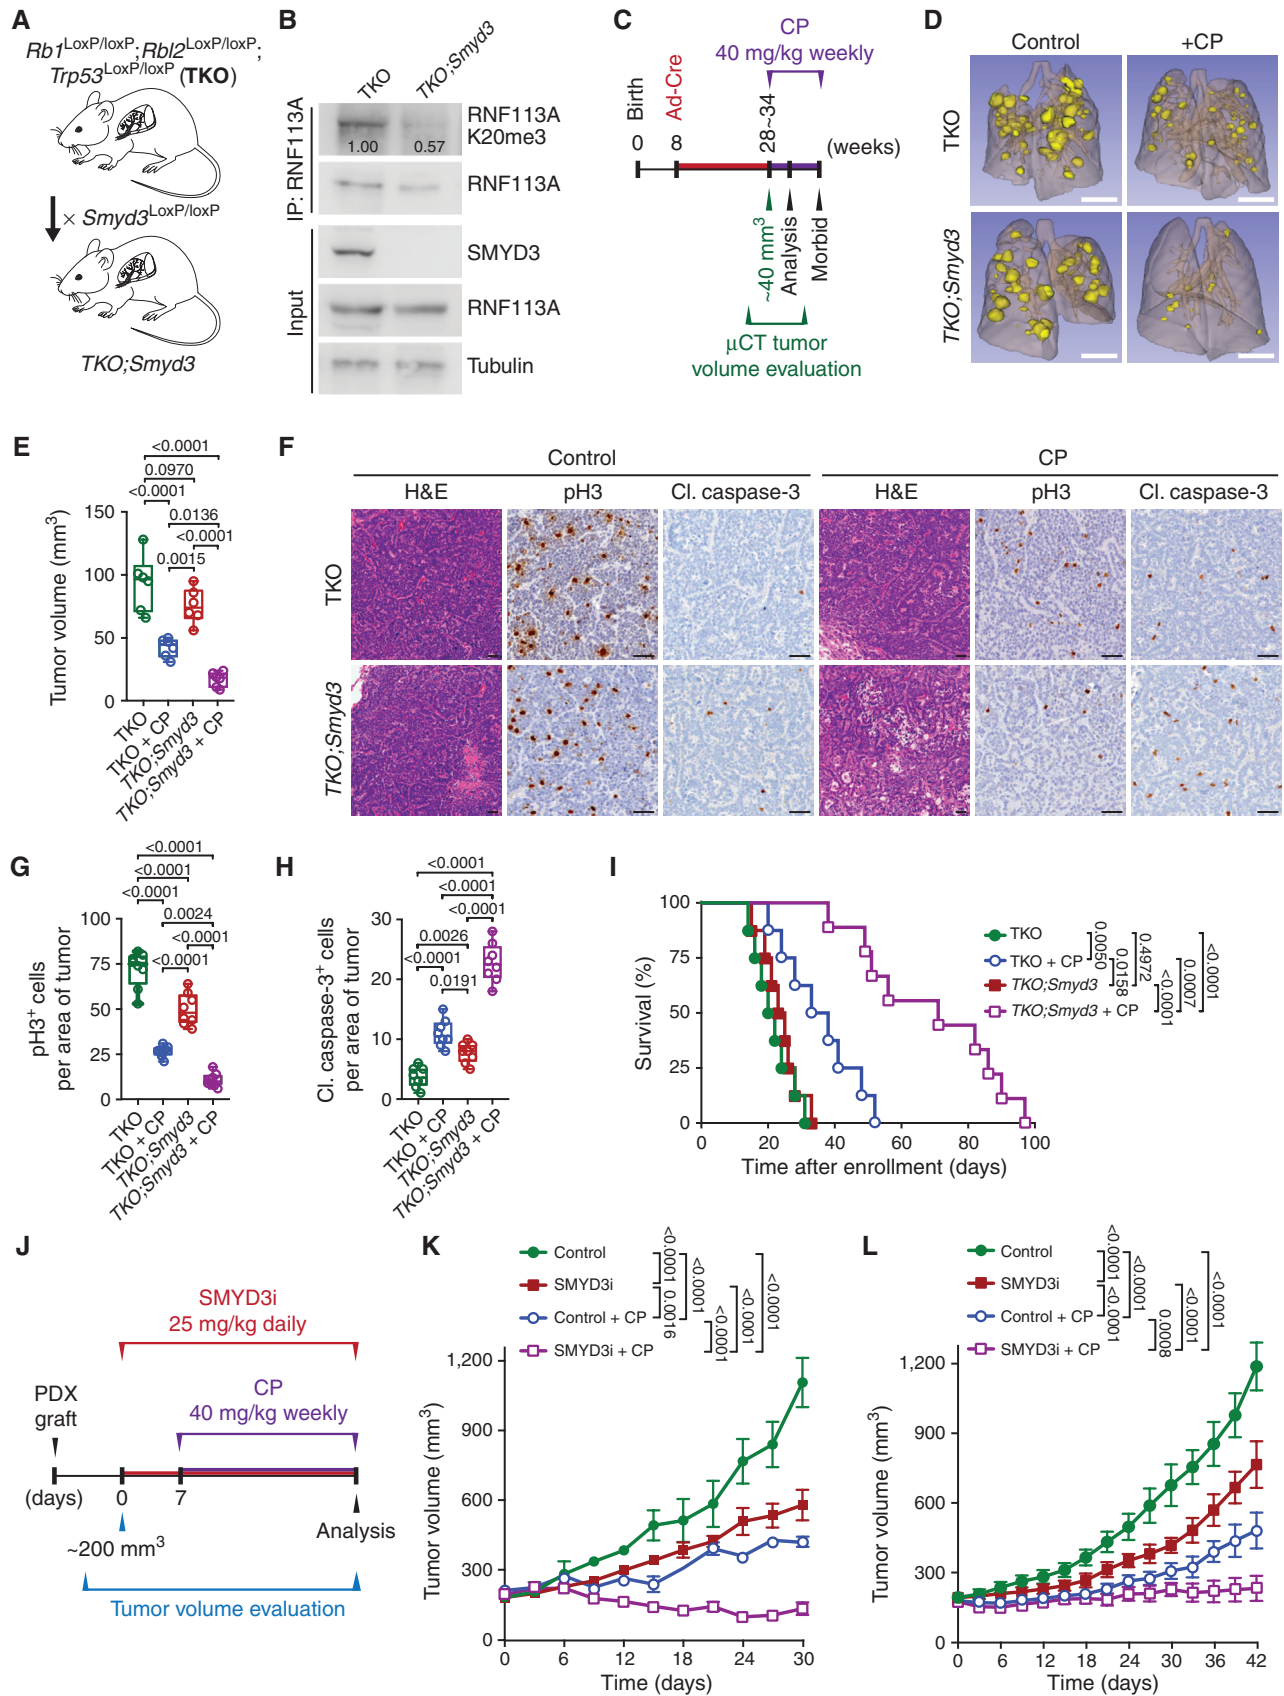 A
Rb1LoxP/loxP;Rbl2LoxP/loxP;
Trp53LoxP/loxP (TKO)
× Smyd3LoxP/loxP
TKO;Smyd3
B
TKO
TKO;Smyd3
IP: RNF113A
RNF113A
K20me3
1.00
0.57
RNF113A
Input
SMYD3
RNF113A
Tubulin
C
CP
40 mg/kg weekly
Birth
Ad-Cre
28~34
0
8
(weeks)
~40 mm3
Analysis
Morbid
µCT tumor
volume evaluation
D
Control
+CP
TKO
TKO;Smyd3
E
<0.0001
0.0970
<0.0001
0.0136
<0.0001
0.0015
Tumor volume (mm3)
150
100
50
0
TKO
TKO + CP
TKO;Smyd3
TKO;Smyd3 + CP
F
Control
CP
H&E
pH3
Cl. caspase-3
H&E
pH3
Cl. caspase-3
TKO
TKO;Smyd3
G
<0.0001
<0.0001
<0.0001
0.0024
<0.0001
<0.0001
pH3+ cells
per area of tumor
100
75
50
25
0
TKO
TKO + CP
TKO;Smyd3
TKO;Smyd3 + CP
H
<0.0001
<0.0001
<0.0001
0.0026
<0.0001
0.0191
Cl. caspase-3+ cells
per area of tumor
30
20
10
0
TKO
TKO + CP
TKO;Smyd3
TKO;Smyd3 + CP
I
Survival (%)
100
75
50
25
0
0
20
40
60
80
100
Time after enrollment (days)
TKO
TKO + CP
TKO;Smyd3
TKO;Smyd3 + CP
0.0050
0.0158
0.4972
<0.0001
0.0007
<0.0001
J
SMYD3i
25 mg/kg daily
CP
40 mg/kg weekly
PDX
graft
(days)
0
7
~200 mm3
Analysis
Tumor volume evaluation
K
Control
SMYD3i
Control + CP
SMYD3i + CP
<0.0001
0.0016
<0.0001
<0.0001
<0.0001
<0.0001
Tumor volume (mm3)
1,200
900
600
300
0
0
6
12
18
24
30
Time (days)
L
Control
SMYD3i
Control + CP
SMYD3i + CP
<0.0001
<0.0001
<0.0001
0.0008
<0.0001
<0.0001
Tumor volume (mm3)
1,200
900
600
300
0
0
6
12
18
24
30
36
42
Time (days)